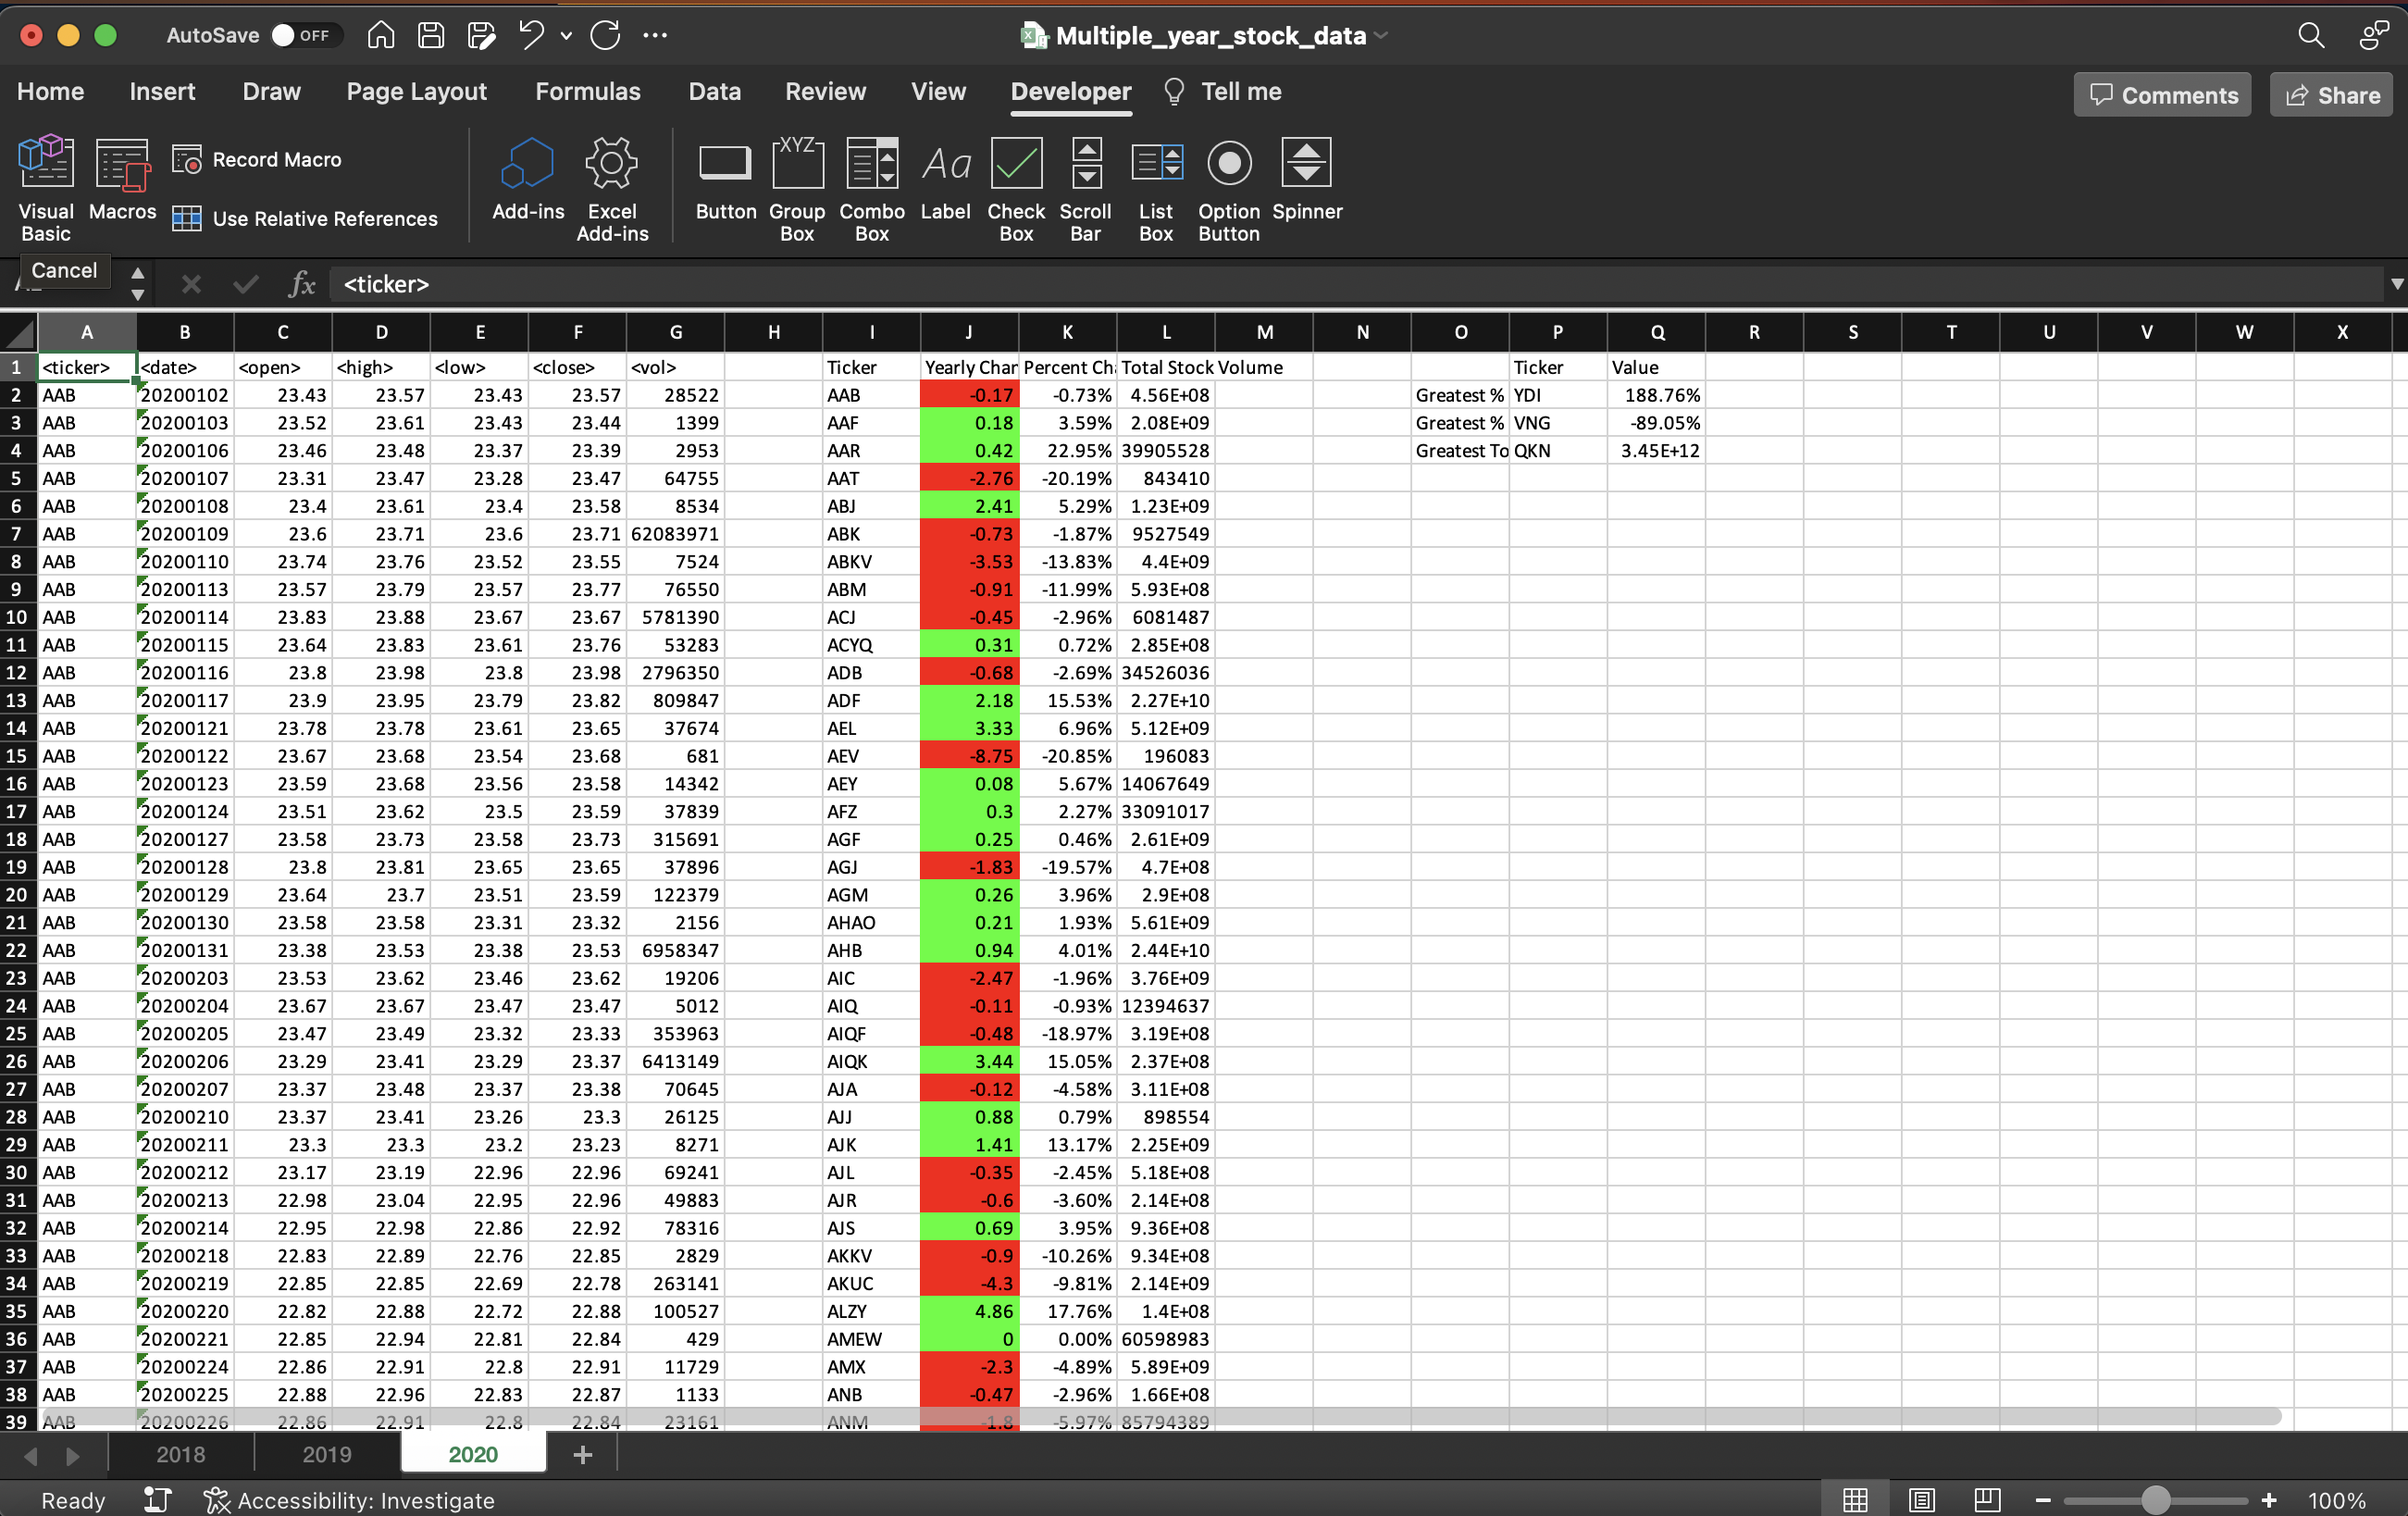 AutoSave OFF Multiple_year_stock_data
Home Insert Draw Page Layout Formulas Data Review View Developer Tell me Comments Share
Visual Basic Macros Record Macro Use Relative References Add-ins Excel Add-ins Button Group Box XYZ Combo Box Aa Label Check Box Scroll Bar List Box Option Button Spinner
Cancel fx <ticker>
A B C D E F G H I J K L M N O P Q R S T U V W X
1 <ticker> <date> <open> <high> <low> <close> <vol> Ticker Yearly Char Percent Ch Total Stock Volume Ticker Value
2 AAB 20200102 23.43 23.57 23.43 23.57 28522 AAB -0.17 -0.73% 4.56E+08 Greatest % YDI 188.76%
3 AAB 20200103 23.52 23.61 23.43 23.44 1399 AAF 0.18 3.59% 2.08E+09 Greatest % VNG -89.05%
4 AAB 20200106 23.46 23.48 23.37 23.39 2953 AAR 0.42 22.95% 39905528 Greatest To QKN 3.45E+12
5 AAB 20200107 23.31 23.47 23.28 23.47 64755 AAT -2.76 -20.19% 843410
6 AAB 20200108 23.4 23.61 23.4 23.58 8534 ABJ 2.41 5.29% 1.23E+09
7 AAB 20200109 23.6 23.71 23.6 23.71 62083971 ABK -0.73 -1.87% 9527549
8 AAB 20200110 23.74 23.76 23.52 23.55 7524 ABKV -3.53 -13.83% 4.4E+09
9 AAB 20200113 23.57 23.79 23.57 23.77 76550 ABM -0.91 -11.99% 5.93E+08
10 AAB 20200114 23.83 23.88 23.67 23.67 5781390 ACJ -0.45 -2.96% 6081487
11 AAB 20200115 23.64 23.83 23.61 23.76 53283 ACYQ 0.31 0.72% 2.85E+08
12 AAB 20200116 23.8 23.98 23.8 23.98 2796350 ADB -0.68 -2.69% 34526036
13 AAB 20200117 23.9 23.95 23.79 23.82 809847 ADF 2.18 15.53% 2.27E+10
14 AAB 20200121 23.78 23.78 23.61 23.65 37674 AEL 3.33 6.96% 5.12E+09
15 AAB 20200122 23.67 23.68 23.54 23.68 681 AEV -8.75 -20.85% 196083
16 AAB 20200123 23.59 23.68 23.56 23.58 14342 AEY 0.08 5.67% 14067649
17 AAB 20200124 23.51 23.62 23.5 23.59 37839 AFZ 0.3 2.27% 33091017
18 AAB 20200127 23.58 23.73 23.58 23.73 315691 AGF 0.25 0.46% 2.61E+09
19 AAB 20200128 23.8 23.81 23.65 23.65 37896 AGJ -1.83 -19.57% 4.7E+08
20 AAB 20200129 23.64 23.7 23.51 23.59 122379 AGM 0.26 3.96% 2.9E+08
21 AAB 20200130 23.58 23.58 23.31 23.32 2156 AHAO 0.21 1.93% 5.61E+09
22 AAB 20200131 23.38 23.53 23.38 23.53 6958347 AHB 0.94 4.01% 2.44E+10
23 AAB 20200203 23.53 23.62 23.46 23.62 19206 AIC -2.47 -1.96% 3.76E+09
24 AAB 20200204 23.67 23.67 23.47 23.47 5012 AIQ -0.11 -0.93% 12394637
25 AAB 20200205 23.47 23.49 23.32 23.33 353963 AIQF -0.48 -18.97% 3.19E+08
26 AAB 20200206 23.29 23.41 23.29 23.37 6413149 AIQK 3.44 15.05% 2.37E+08
27 AAB 20200207 23.37 23.48 23.37 23.38 70645 AJA -0.12 -4.58% 3.11E+08
28 AAB 20200210 23.37 23.41 23.26 23.3 26125 AJJ 0.88 0.79% 898554
29 AAB 20200211 23.3 23.3 23.2 23.23 8271 AJK 1.41 13.17% 2.25E+09
30 AAB 20200212 23.17 23.19 22.96 22.96 69241 AJL -0.35 -2.45% 5.18E+08
31 AAB 20200213 22.98 23.04 22.95 22.96 49883 AJR -0.6 -3.60% 2.14E+08
32 AAB 20200214 22.95 22.98 22.86 22.92 78316 AJS 0.69 3.95% 9.36E+08
33 AAB 20200218 22.83 22.89 22.76 22.85 2829 AKKV -0.9 -10.26% 9.34E+08
34 AAB 20200219 22.85 22.85 22.69 22.78 263141 AKUC -4.3 -9.81% 2.14E+09
35 AAB 20200220 22.82 22.88 22.72 22.88 100527 ALZY 4.86 17.76% 1.4E+08
36 AAB 20200221 22.85 22.94 22.81 22.84 429 AMEW 0 0.00% 60598983
37 AAB 20200224 22.86 22.91 22.8 22.91 11729 AMX -2.3 -4.89% 5.89E+09
38 AAB 20200225 22.88 22.96 22.83 22.87 1133 ANB -0.47 -2.96% 1.66E+08
39 AAB 20200226 22.86 22.91 22.8 22.84 23161 ANM -1.8 -5.97% 85794389
2018 2019 2020
Ready Accessibility: Investigate 100%